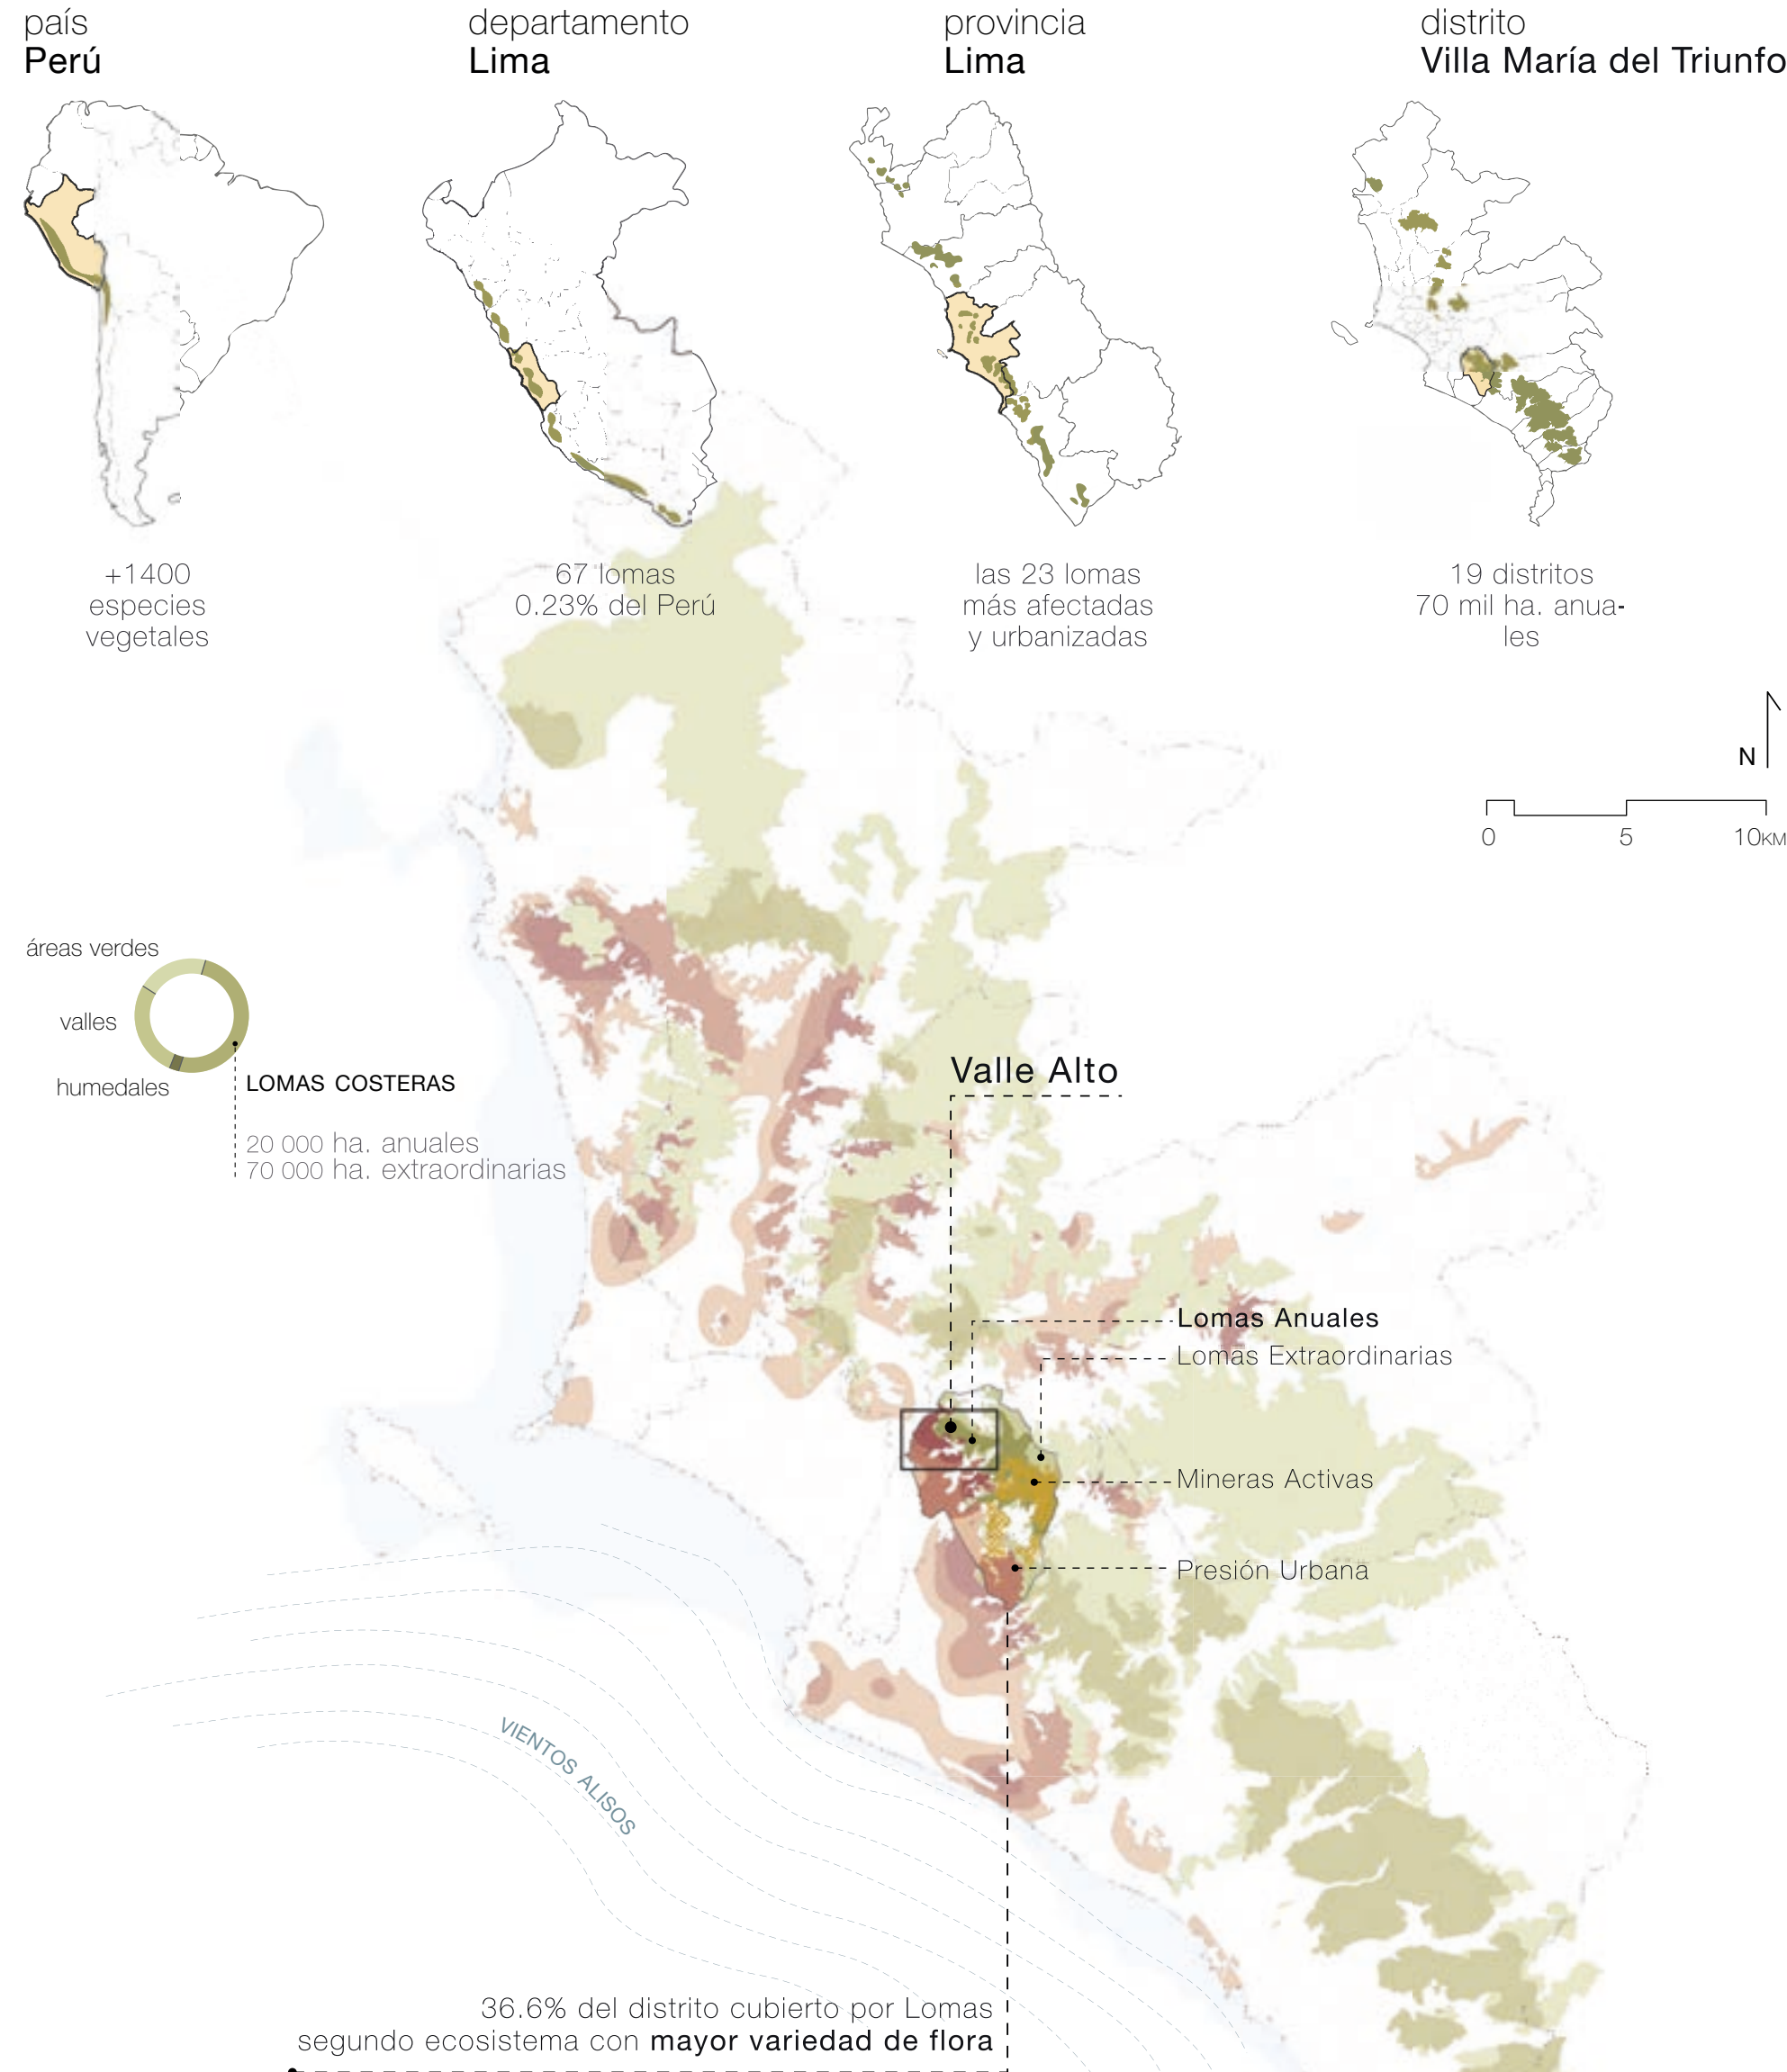 país
Perú
departamento
Lima
provincia
Lima
distrito
Villa María del Triunfo
+1400
especies
vegetales
67 lomas
0.23% del Perú
las 23 lomas
más afectadas
y urbanizadas
19 distritos
70 mil ha. anua-
les
N
0 5 10KM
áreas verdes
valles
humedales
LOMAS COSTERAS
20 000 ha. anuales
70 000 ha. extraordinarias
Valle Alto
Lomas Anuales
Lomas Extraordinarias
Mineras Activas
Presión Urbana
VIENTOS ALISOS
36.6% del distrito cubierto por Lomas
segundo ecosistema con mayor variedad de flora